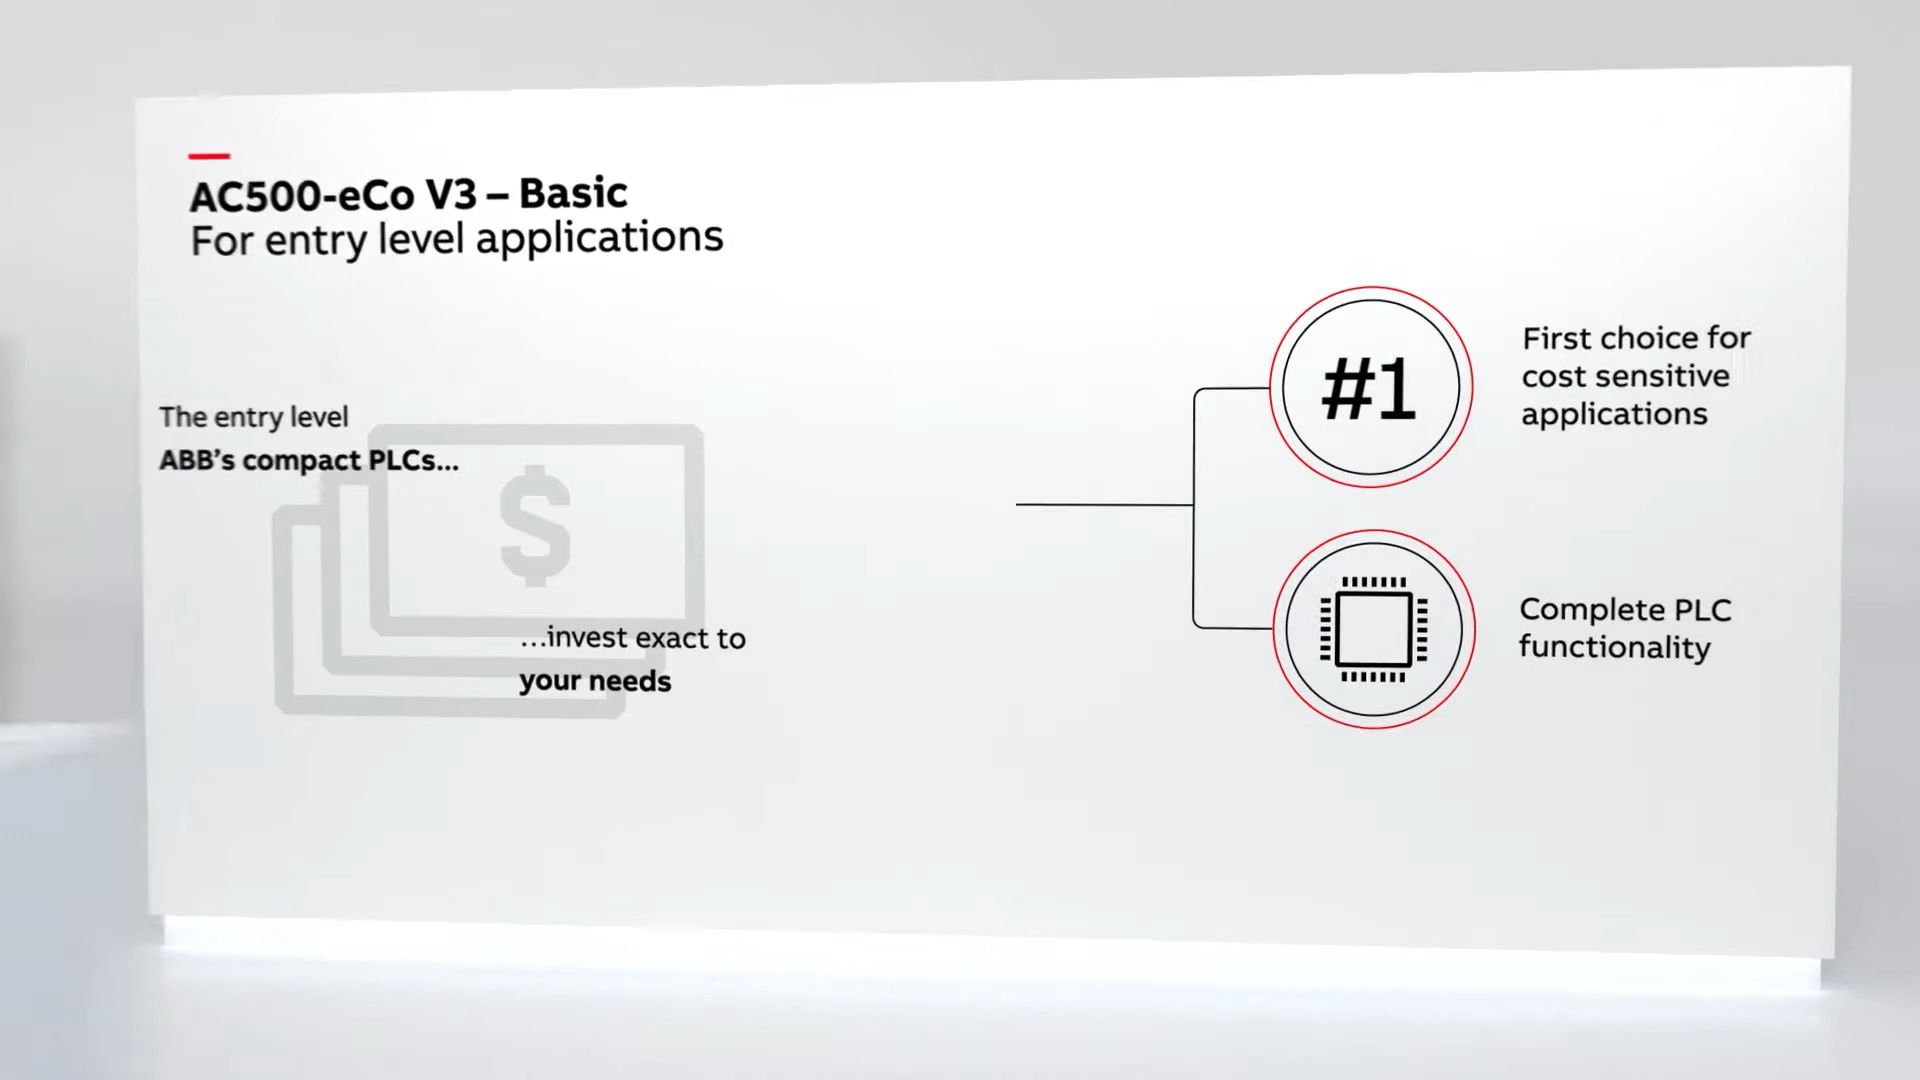 AC500-eCo V3 – Basic
For entry level applications
The entry level
ABB's compact PLCs...
$
...invest exact to
your needs
#1
First choice for
cost sensitive
applications
Complete PLC
functionality